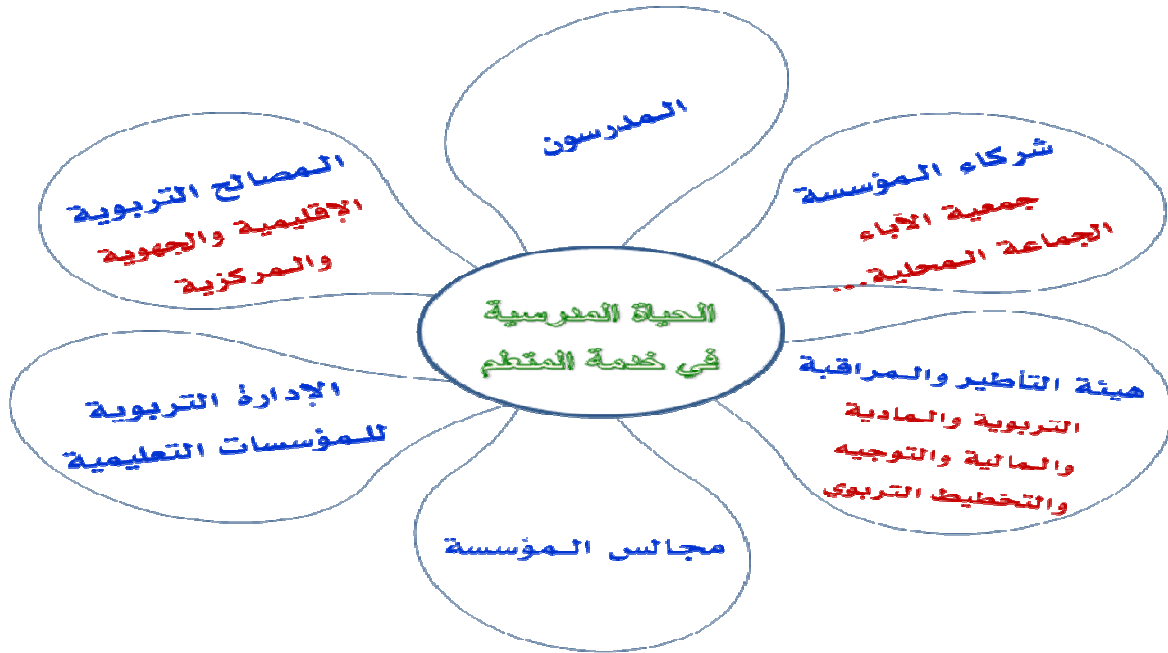 المدرسون
شركاء المؤسسة
جمعية الآباء
الجماعة المحلية...
المصالح التربوية
الإقليمية والجهوية
والمركزية
الحياة المدرسية
في خدمة المتعلم
هيئة التأطير والمراقبة
التربوية والمادية
والمالية والتوجيه
والتخطيط التربوي
الإدارة التربوية
للمؤسسات التعليمية
مجالس المؤسسة